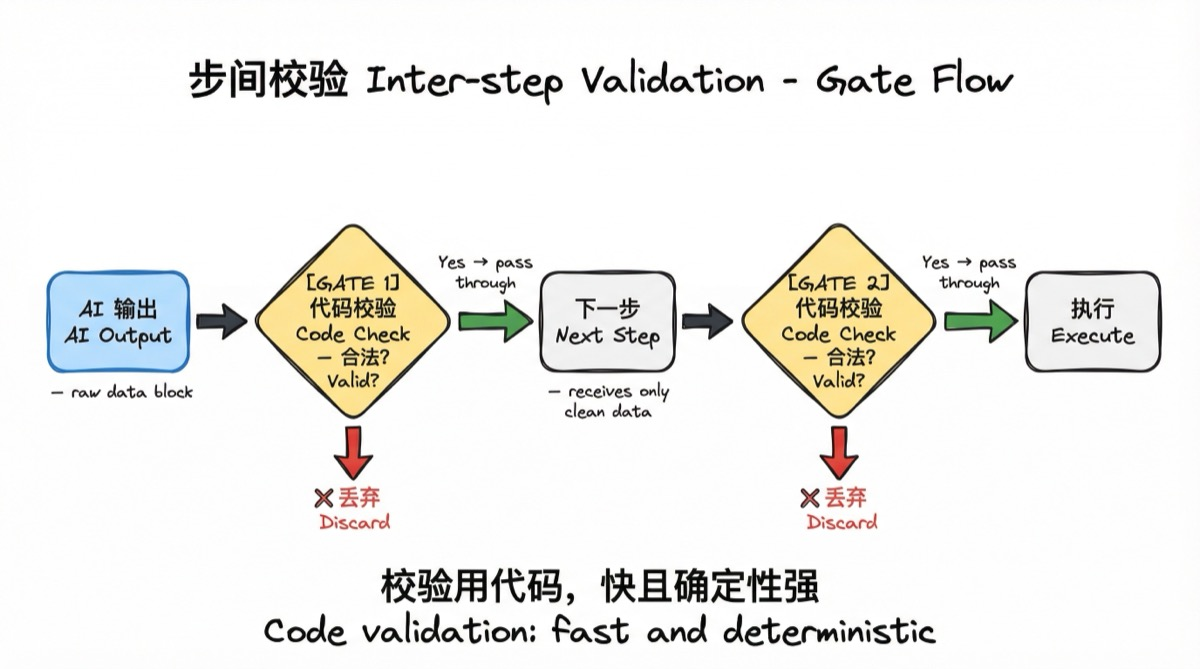 步间校验 Inter-step Validation - Gate Flow
AI 输出
AI Output
— raw data block
[GATE 1]
代码校验
Code Check
— 合法?
Valid?
✗ 丢弃
Discard
Yes → pass
through
下一步
Next Step
— receives only
clean data
[GATE 2]
代码校验
Code Check
— 合法?
Valid?
✗ 丢弃
Discard
Yes → pass
through
执行
Execute
校验用代码，快且确定性强
Code validation: fast and deterministic